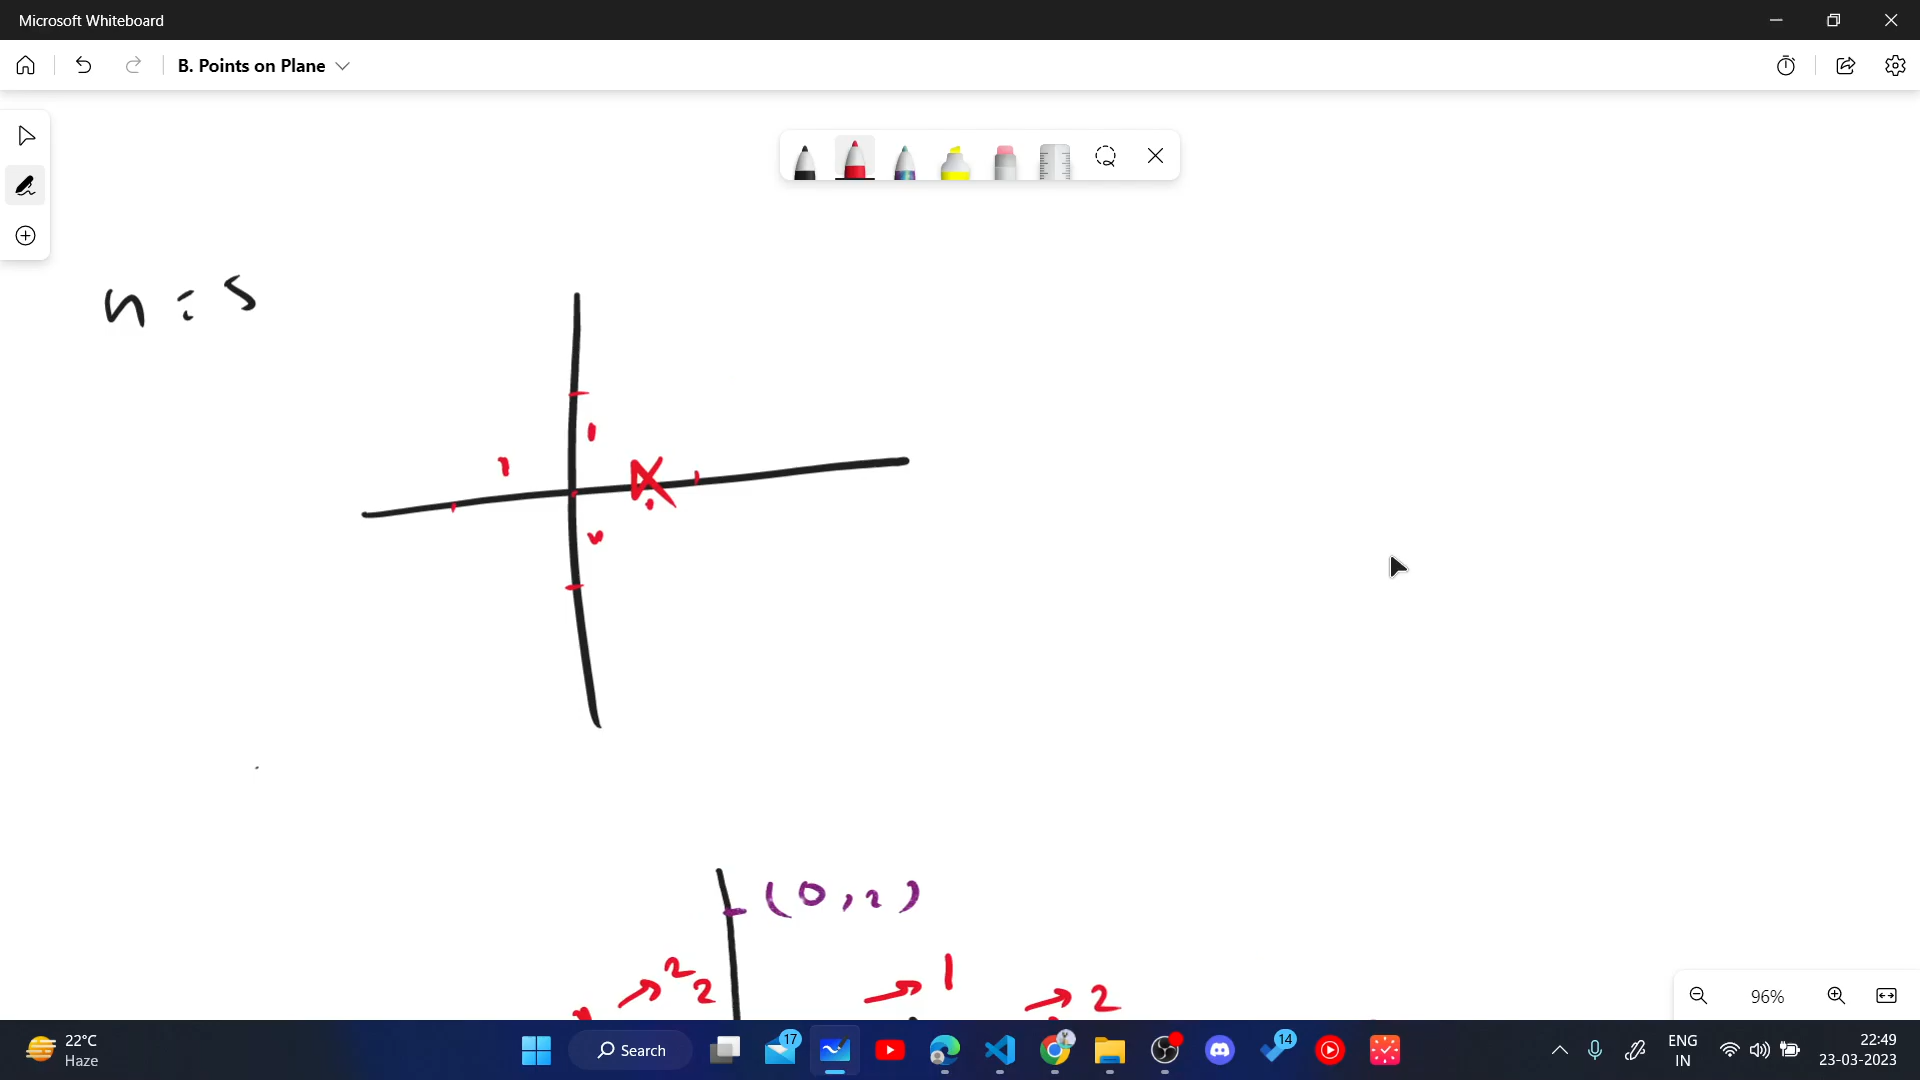 Microsoft Whiteboard
B. Points on Plane
n = 5
(0, 2)
2 2
1
2
96%
22°C
Haze
Search
17
14
ENG
IN
22:49
23-03-2023